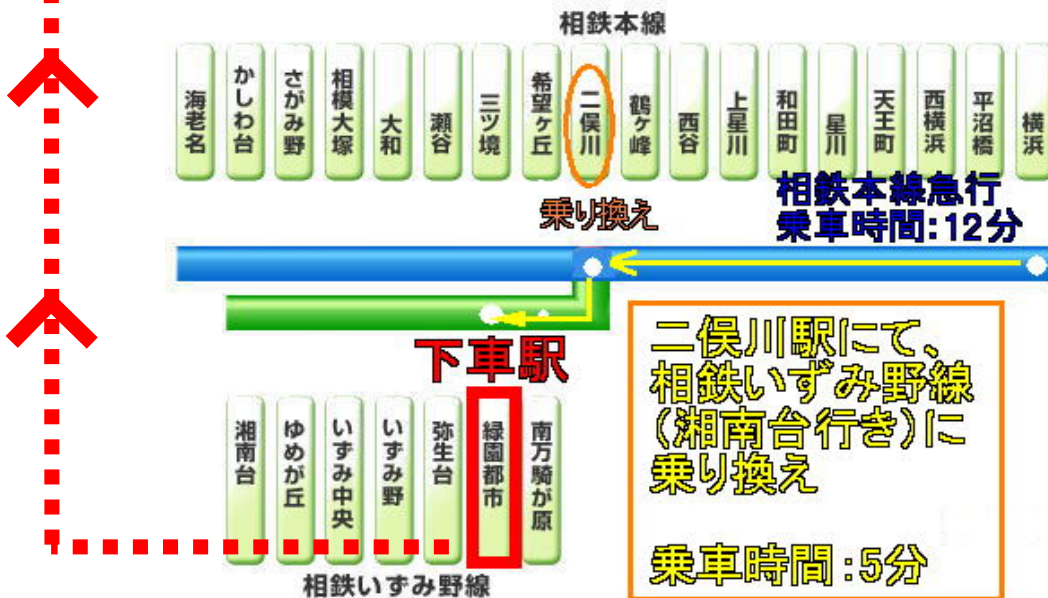 相鉄本線
海老名
かしわ台
さがみ野
相模大塚
大和
瀬谷
三ツ境
希望ヶ丘
二俣川
鶴ヶ峰
西谷
上星川
和田町
星川
天王町
西横浜
平沼橋
横浜
乗り換え
相鉄本線急行
乗車時間:12分
下車駅
二俣川駅にて、
相鉄いずみ野線
(湘南台行き)に
乗り換え
乗車時間:5分
湘南台
ゆめが丘
いずみ中央
いずみ野
弥生台
緑園都市
南万騎が原
相鉄いずみ野線